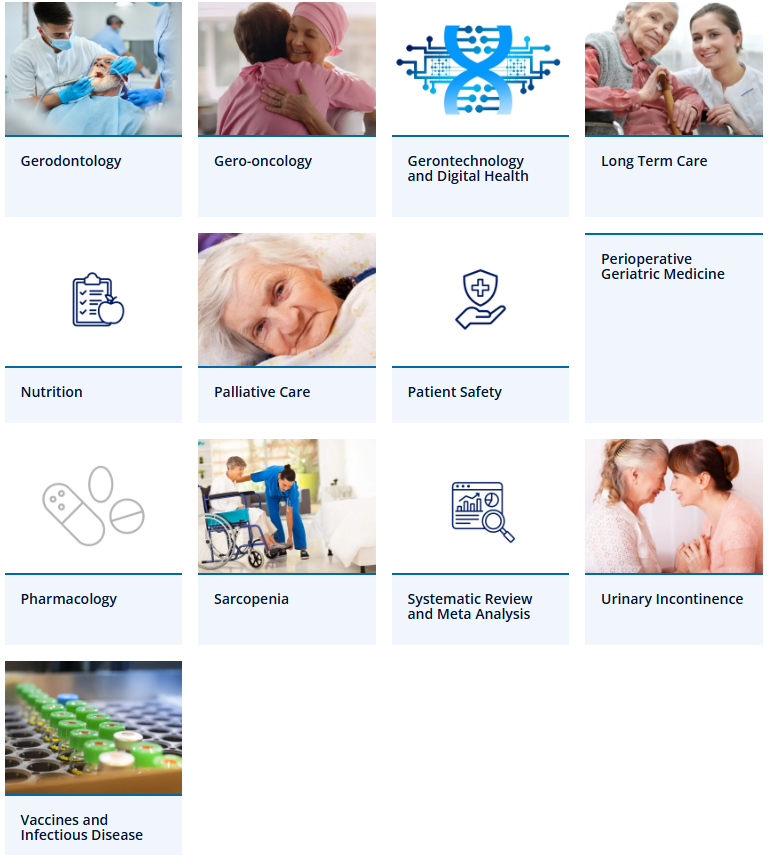 Gerodontology
Gero-oncology
Gerontechnology
and Digital Health
Long Term Care
Nutrition
Palliative Care
Patient Safety
Perioperative
Geriatric Medicine
Pharmacology
Sarcopenia
Systematic Review
and Meta Analysis
Urinary Incontinence
Vaccines and
Infectious Disease